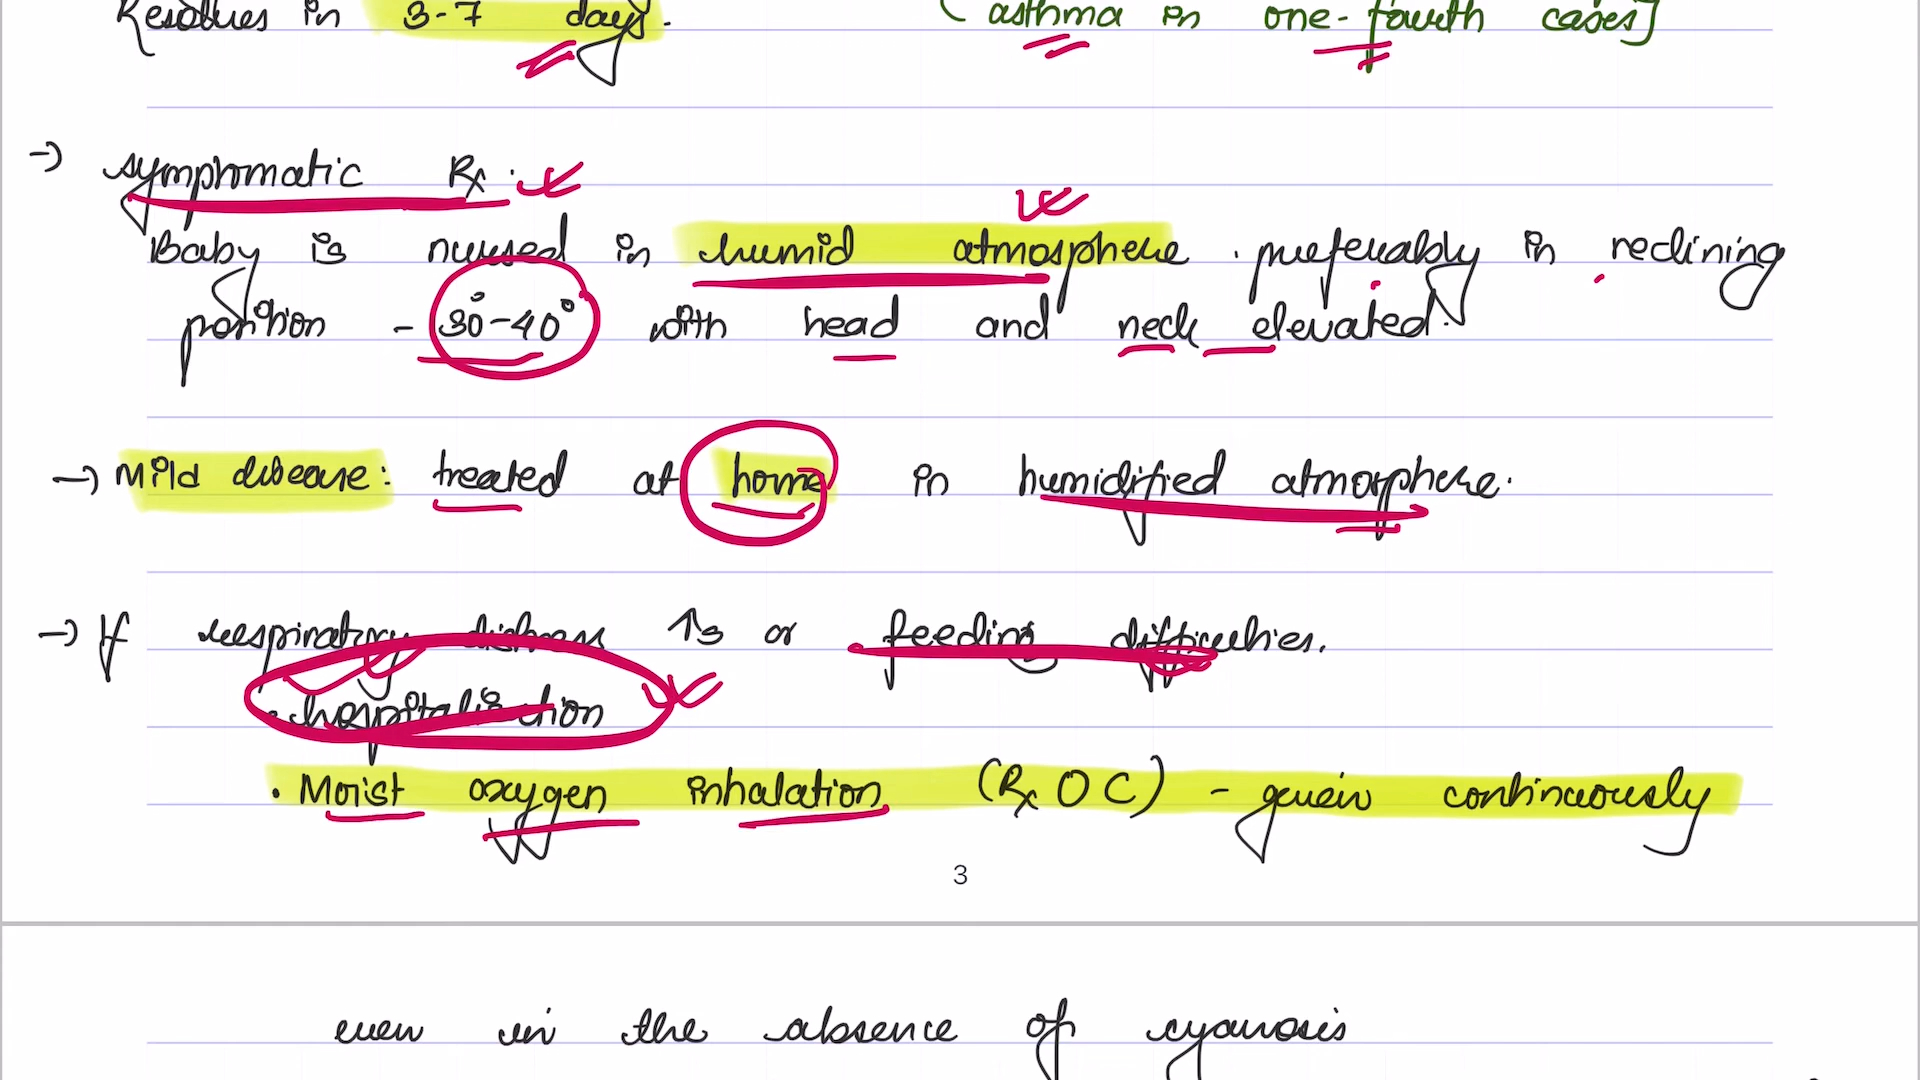 Resolves in 3-7 days.
( asthma in one-fourth cases]
→ symptomatic Rx.
Baby is nursed in humid atmosphere. preferably in reclining
position - 30°-40° with head and neck elevated.
→ Mild disease: treated at home in humidified atmosphere.
→ If respiratory distress ↑s or feeding difficulties.
. hospitalisation
. Moist oxygen inhalation (Rx O C) - given continuously
3
even in the absence of cyanosis